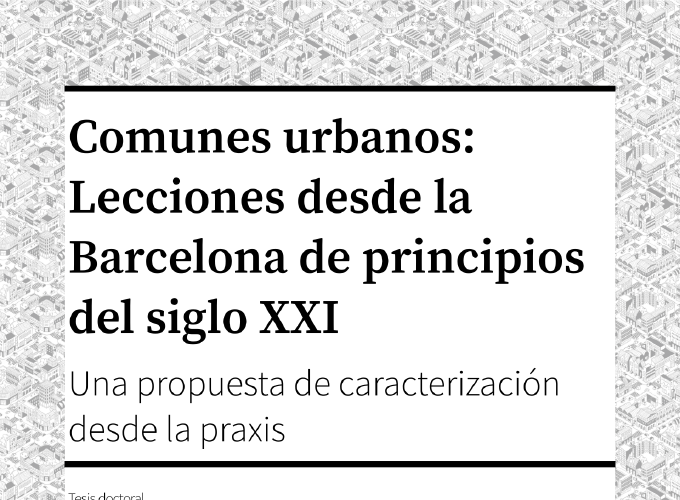 Comunes urbanos:
Lecciones desde la
Barcelona de principios
del siglo XXI
Una propuesta de caracterización
desde la praxis
Tesis doctoral